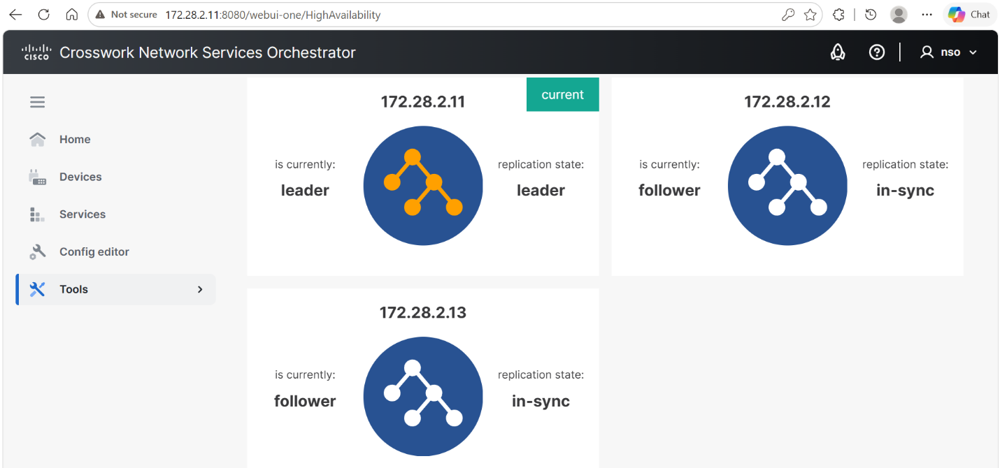 Not secure 172.28.2.11:8080/webui-one/HighAvailability Chat
CISCO Crosswork Network Services Orchestrator nso
Home
Devices
Services
Config editor
Tools
172.28.2.11 current
is currently: replication state:
leader leader
172.28.2.12
is currently: replication state:
follower in-sync
172.28.2.13
is currently: replication state:
follower in-sync